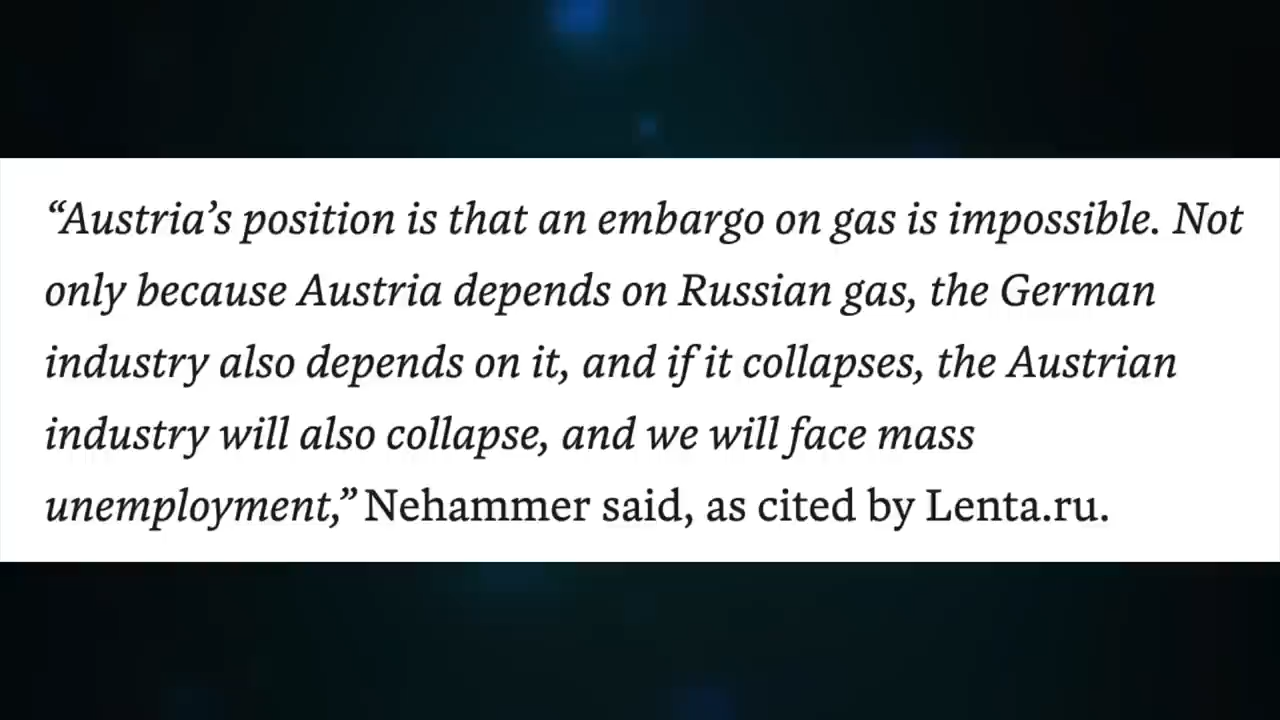 “Austria’s position is that an embargo on gas is impossible. Not
only because Austria depends on Russian gas, the German
industry also depends on it, and if it collapses, the Austrian
industry will also collapse, and we will face mass
unemployment,” Nehammer said, as cited by Lenta.ru.